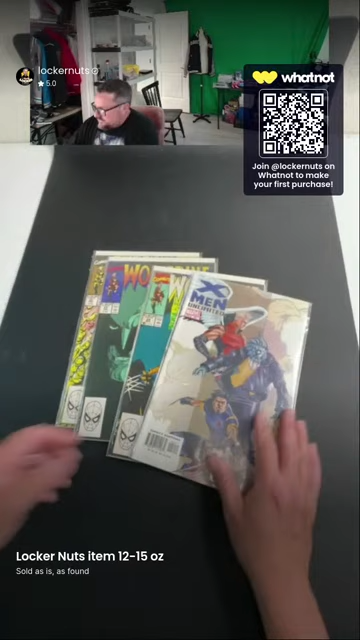 lockernuts
★ 5.0
whatnot
Join @lockernuts on
Whatnot to make
your first purchase!
WO
X
MEN
UNLIMITED
Locker Nuts item 12-15 oz
Sold as is, as found